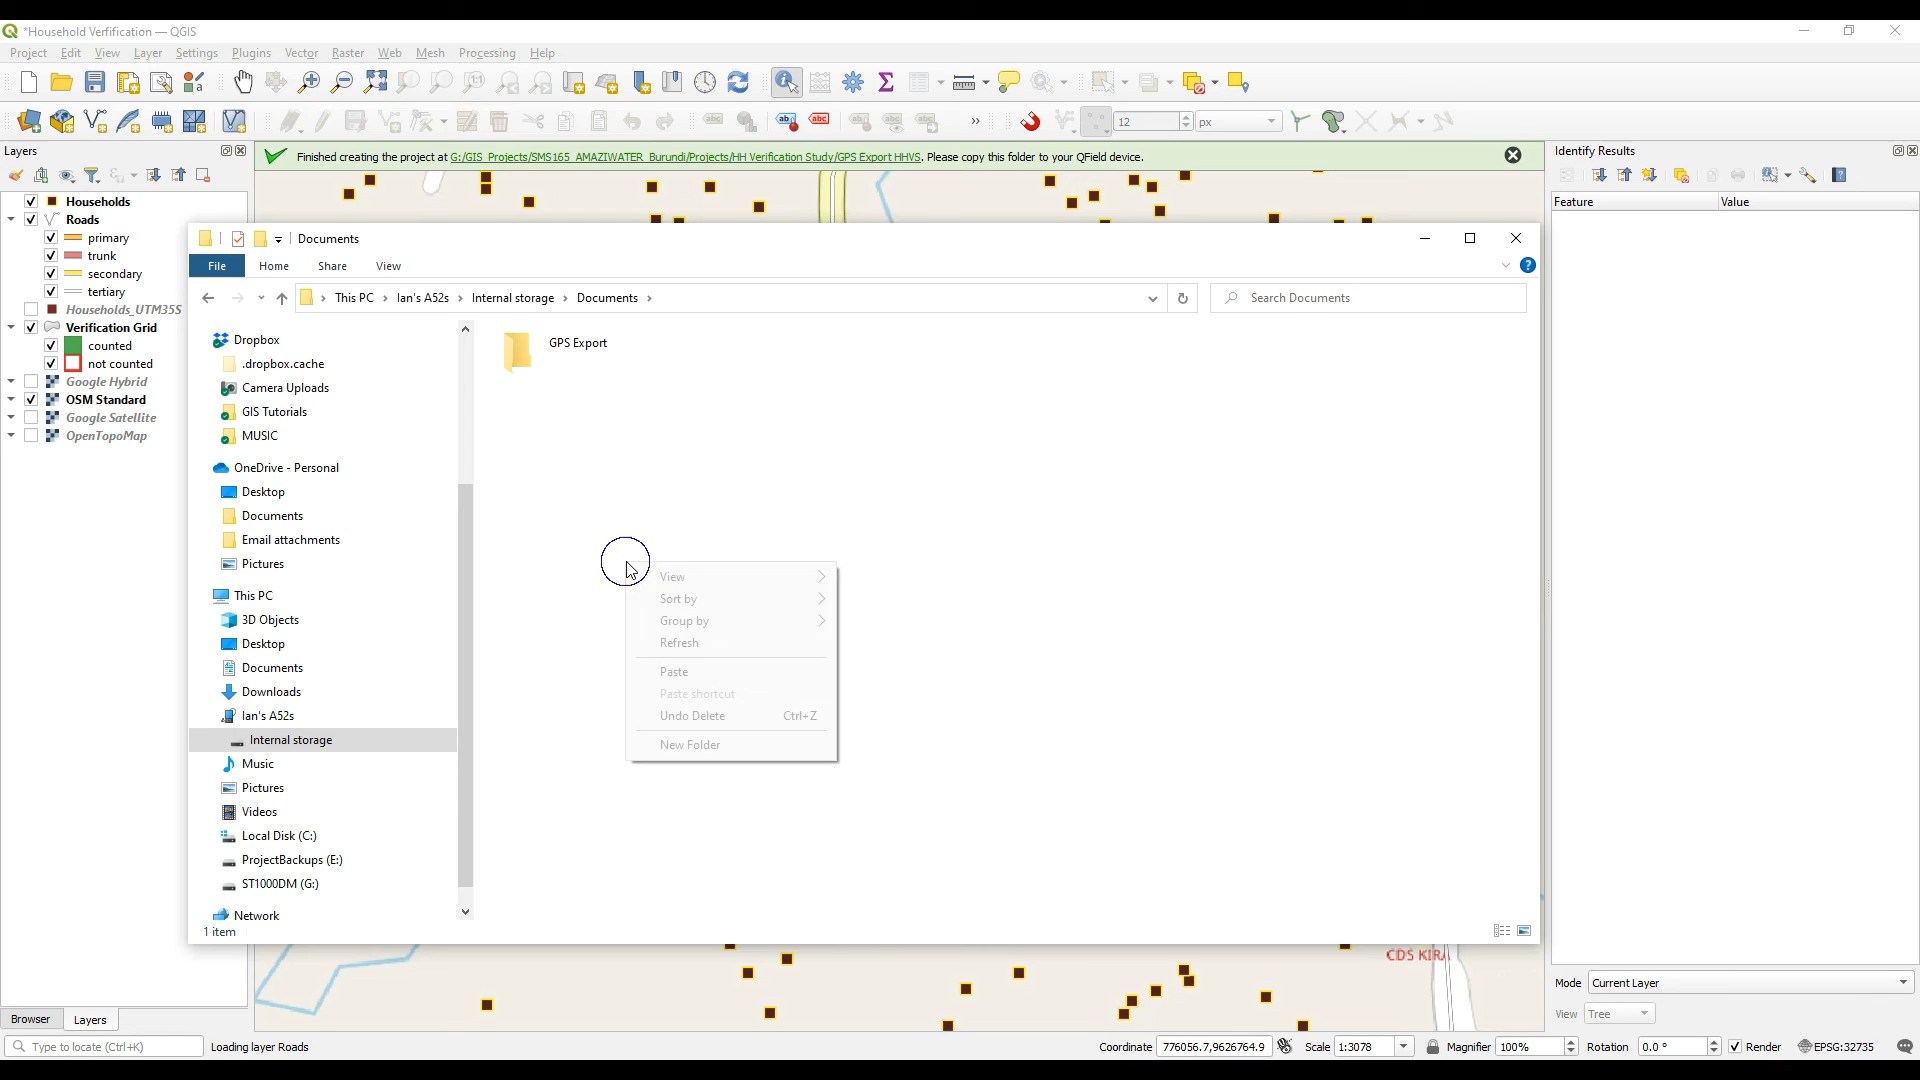 *Household Verfification — QGIS
Project Edit View Layer Settings Plugins Vector Raster Web Mesh Processing Help
12 px
Layers
Finished creating the project at G:/GIS_Projects/SMS165_AMAZIWATER_Burundi/Projects/HH Verification Study/GPS Export HHVS. Please copy this folder to your QField device.
Identify Results
Feature Value
Households
Roads
primary
trunk
secondary
tertiary
Households_UTM35S
Verification Grid
counted
not counted
Google Hybrid
OSM Standard
Google Satellite
OpenTopoMap
Documents
File Home Share View
This PC Ian's A52s Internal storage Documents
Search Documents
Dropbox
.dropbox.cache
Camera Uploads
GIS Tutorials
MUSIC
OneDrive - Personal
Desktop
Documents
Email attachments
Pictures
This PC
3D Objects
Desktop
Documents
Downloads
Ian's A52s
Internal storage
Music
Pictures
Videos
Local Disk (C:)
ProjectBackups (E:)
ST1000DM (G:)
Network
1 item
GPS Export
View
Sort by
Group by
Refresh
Paste
Paste shortcut
Undo Delete Ctrl+Z
New Folder
CDS KIRA
Mode Current Layer
View Tree
Browser Layers
Type to locate (Ctrl+K) Loading layer Roads Coordinate 776056.7,9626764.9 Scale 1:3078 Magnifier 100% Rotation 0.0 ° Render EPSG:32735